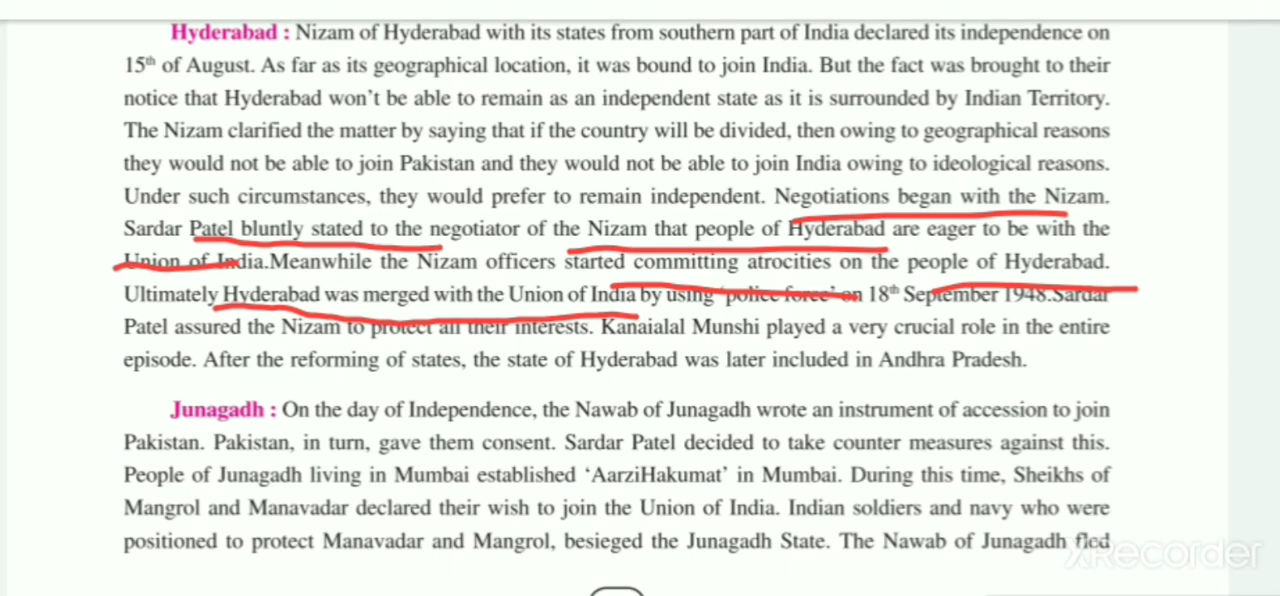 Hyderabad : Nizam of Hyderabad with its states from southern part of India declared its independence on
15th of August. As far as its geographical location, it was bound to join India. But the fact was brought to their
notice that Hyderabad won't be able to remain as an independent state as it is surrounded by Indian Territory.
The Nizam clarified the matter by saying that if the country will be divided, then owing to geographical reasons
they would not be able to join Pakistan and they would not be able to join India owing to ideological reasons.
Under such circumstances, they would prefer to remain independent. Negotiations began with the Nizam.
Sardar Patel bluntly stated to the negotiator of the Nizam that people of Hyderabad are eager to be with the
Union of India.Meanwhile the Nizam officers started committing atrocities on the people of Hyderabad.
Ultimately Hyderabad was merged with the Union of India by using 'police force' on 18th September 1948.Sardar
Patel assured the Nizam to protect all their interests. Kanaialal Munshi played a very crucial role in the entire
episode. After the reforming of states, the state of Hyderabad was later included in Andhra Pradesh.
Junagadh : On the day of Independence, the Nawab of Junagadh wrote an instrument of accession to join
Pakistan. Pakistan, in turn, gave them consent. Sardar Patel decided to take counter measures against this.
People of Junagadh living in Mumbai established 'AarziHakumat' in Mumbai. During this time, Sheikhs of
Mangrol and Manavadar declared their wish to join the Union of India. Indian soldiers and navy who were
positioned to protect Manavadar and Mangrol, besieged the Junagadh State. The Nawab of Junagadh fled
XRecorder